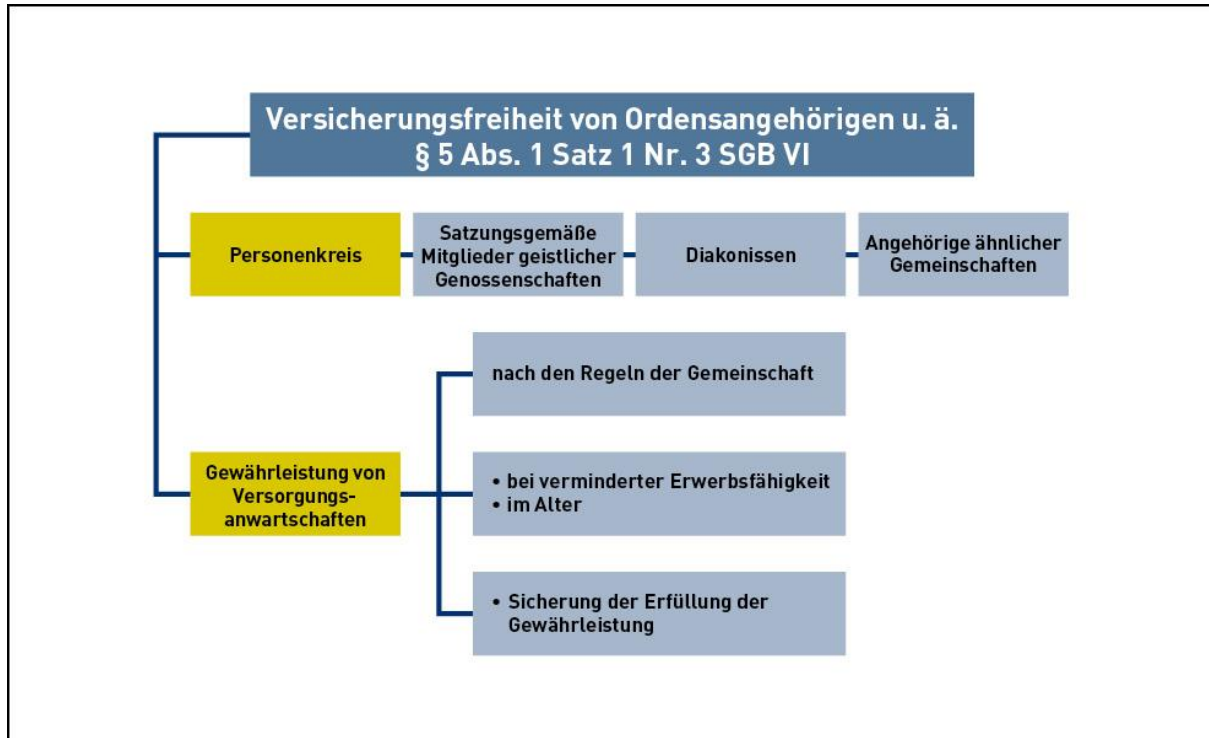 Versicherungsfreiheit von Ordensangehörigen u. ä.
§ 5 Abs. 1 Satz 1 Nr. 3 SGB VI
Personenkreis
Satzungsgemäße
Mitglieder geistlicher
Genossenschaften
Diakonissen
Angehörige ähnlicher
Gemeinschaften
nach den Regeln der Gemeinschaft
Gewährleistung von
Versorgungs-
anwartschaften
• bei verminderter Erwerbsfähigkeit
• im Alter
• Sicherung der Erfüllung der
Gewährleistung